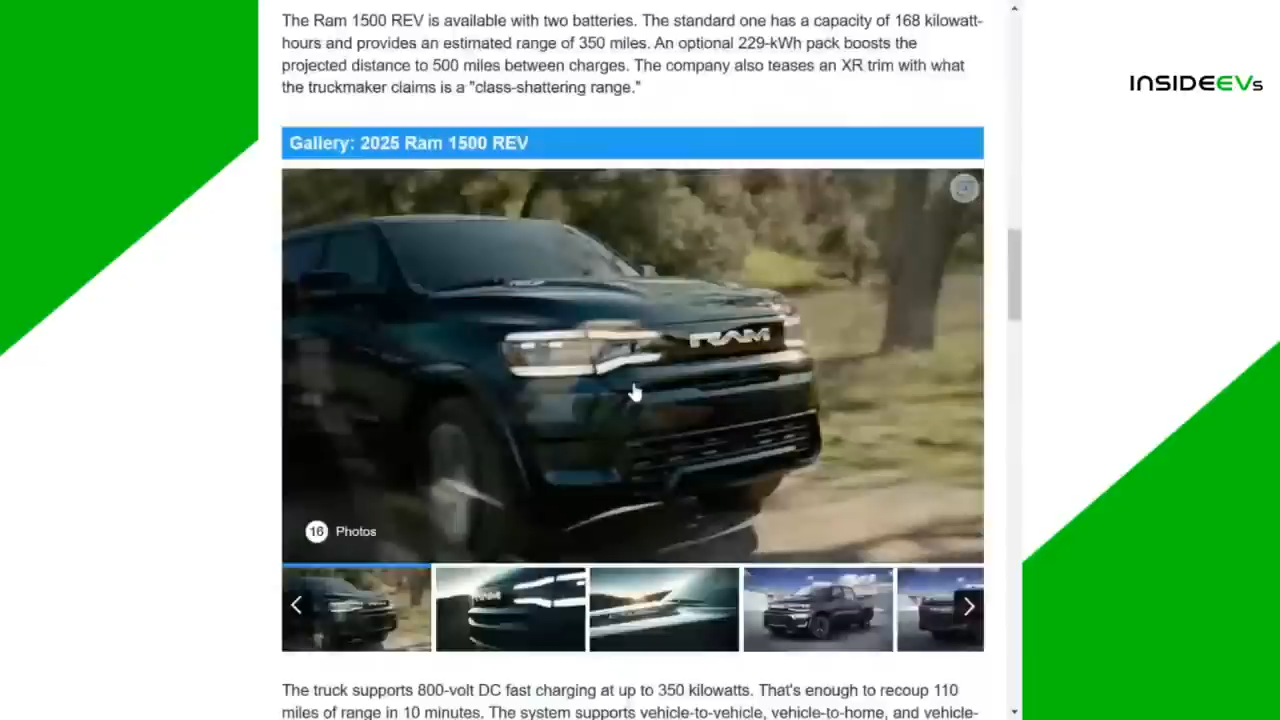 The Ram 1500 REV is available with two batteries. The standard one has a capacity of 168 kilowatt-
hours and provides an estimated range of 350 miles. An optional 229-kWh pack boosts the
projected distance to 500 miles between charges. The company also teases an XR trim with what
the truckmaker claims is a "class-shattering range."
INSIDEEVs
Gallery: 2025 Ram 1500 REV
RAM
16 Photos
RAM
The truck supports 800-volt DC fast charging at up to 350 kilowatts. That's enough to recoup 110
miles of range in 10 minutes. The system supports vehicle-to-vehicle, vehicle-to-home, and vehicle-